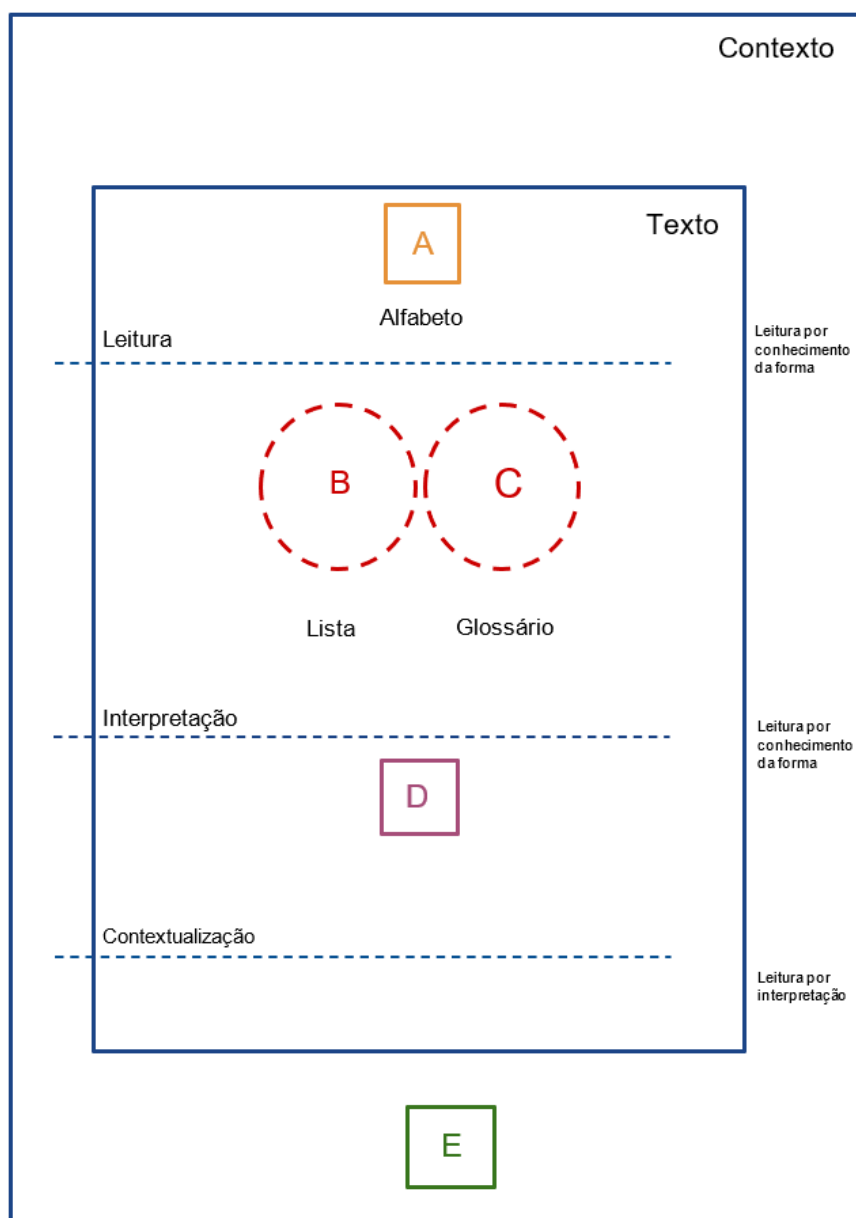 Contexto
Texto
A
Alfabeto
Leitura
Leitura por
conhecimento
da forma
B
C
Lista
Glossário
Interpretação
Leitura por
conhecimento
da forma
D
Contextualização
Leitura por
interpretação
E